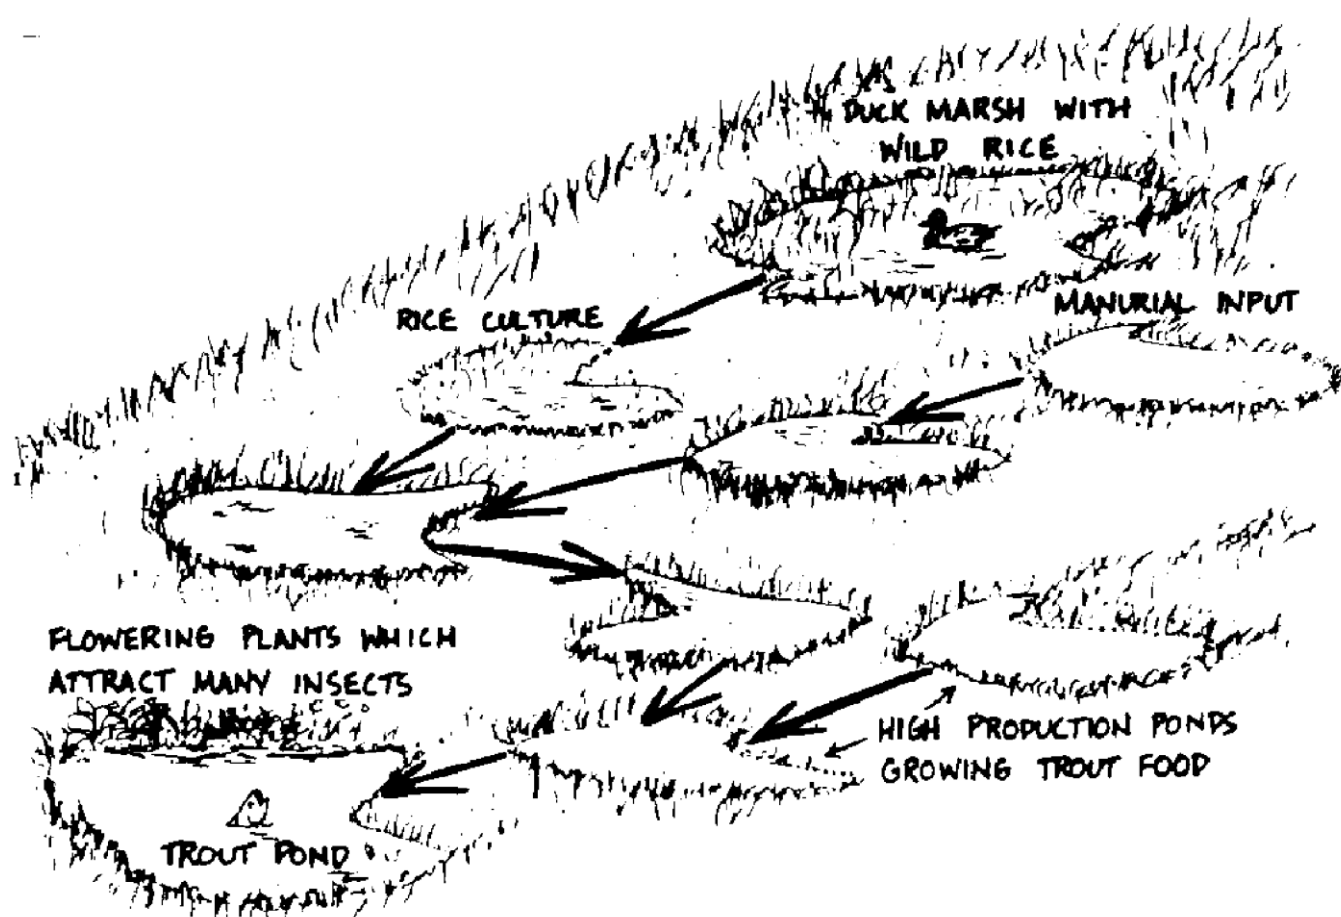 DUCK MARSH WITH
WILD RICE
MANURIAL INPUT
RICE CULTURE
FLOWERING PLANTS WHICH
ATTRACT MANY INSECTS
HIGH PRODUCTION PONDS
GROWING TROUT FOOD
TROUT POND